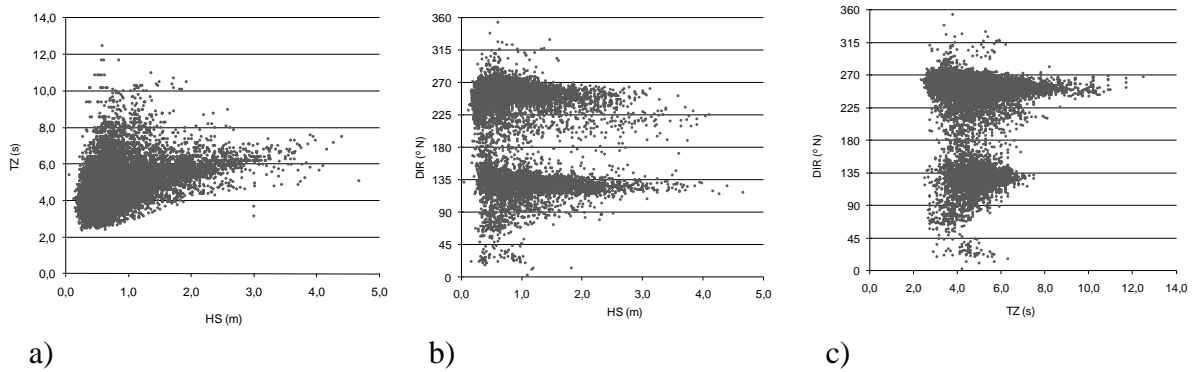 14,0
12,0
10,0
8,0
6,0
4,0
2,0
0,0
TZ (s)
0,0 1,0 2,0 3,0 4,0 5,0
HS (m)
a)
360
315
270
225
180
135
90
45
0
DIR (º N)
0,0 1,0 2,0 3,0 4,0 5,0
HS (m)
b)
360
315
270
225
180
135
90
45
0
DIR (º N)
0,0 2,0 4,0 6,0 8,0 10,0 12,0 14,0
TZ (s)
c)